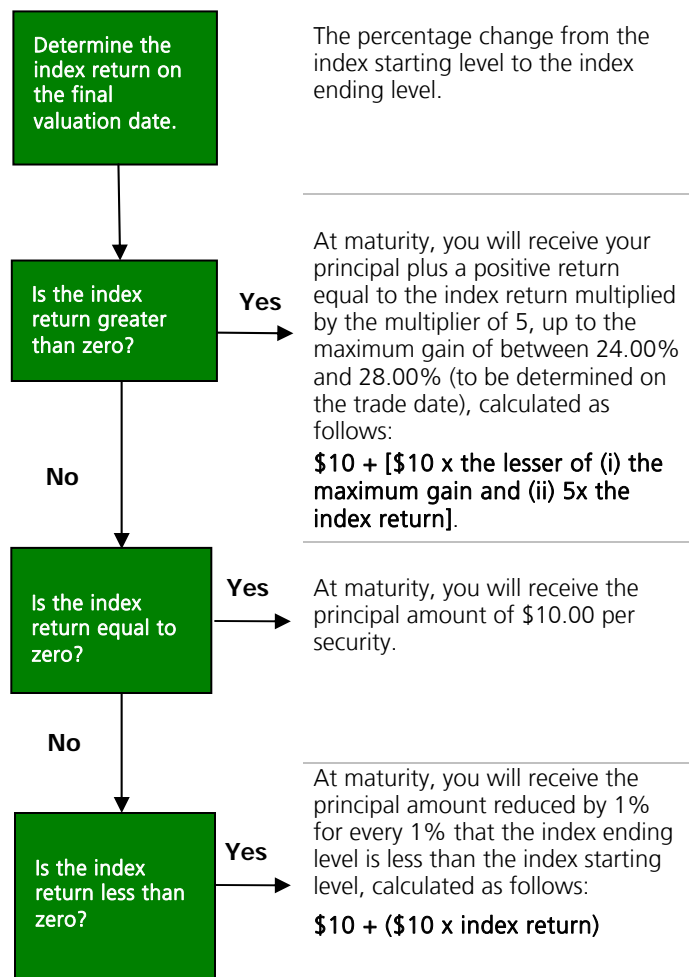 Determine the
index return on
the final
valuation date.
The percentage change from the
index starting level to the index
ending level.
Is the index
return greater
than zero?
Yes
At maturity, you will receive your
principal plus a positive return
equal to the index return multiplied
by the multiplier of 5, up to the
maximum gain of between 24.00%
and 28.00% (to be determined on
the trade date), calculated as
follows:
$10 + [$10 x the lesser of (i) the
maximum gain and (ii) 5x the
index return].
No
Is the index
return equal to
zero?
Yes
At maturity, you will receive the
principal amount of $10.00 per
security.
No
Is the index
return less than
zero?
Yes
At maturity, you will receive the
principal amount reduced by 1%
for every 1% that the index ending
level is less than the index starting
level, calculated as follows:
$10 + ($10 x index return)